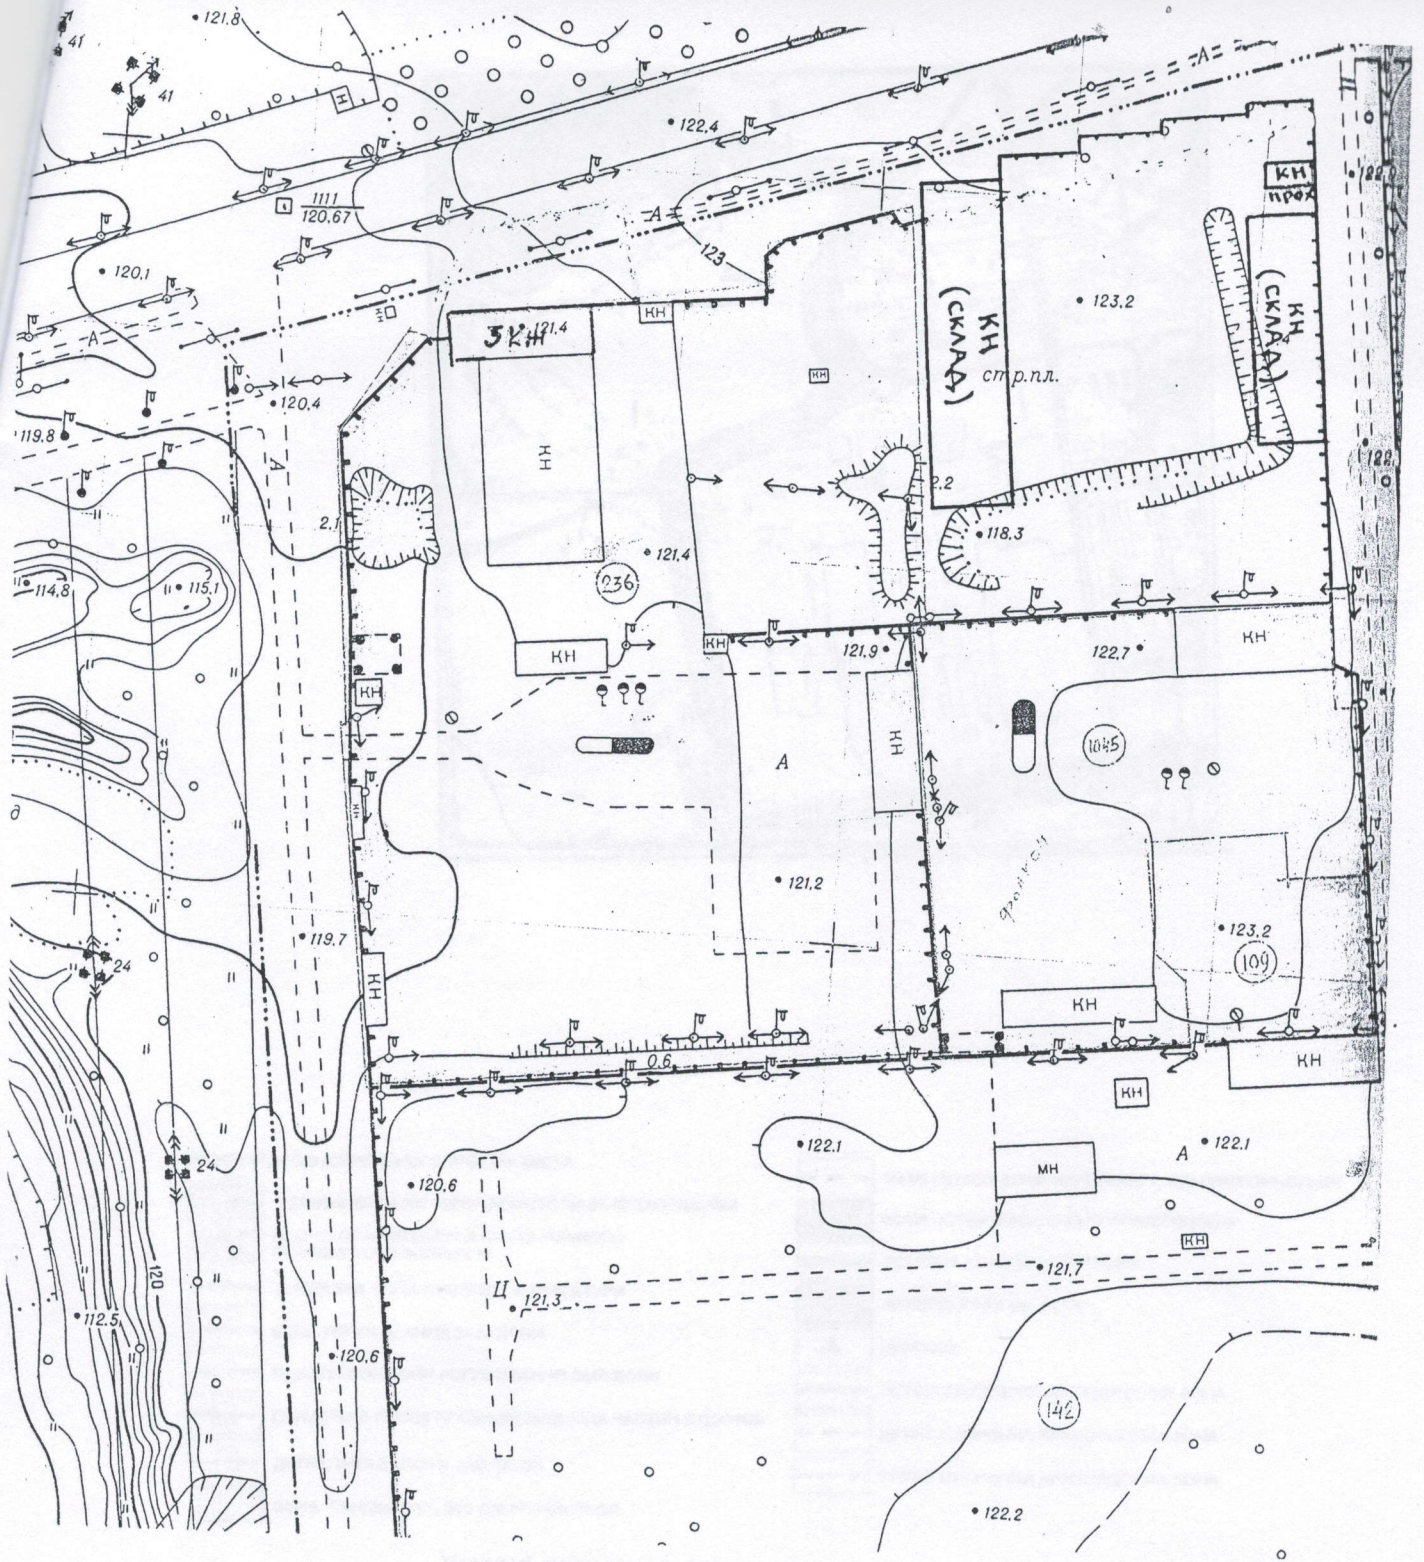 121.8
41
41
Н
122.4
А
А
1111
120.67
123
120.1
А
КН
121.4
3КЖ
КН
КН
ПРОХ
КН
(СКЛАД)
КН
(СКЛАД)
123.2
стр.пл.
КН
120.4
119.8
А
КН
2.1
2.2
118.3
121.4
236
114.8
115.1
КН
КН
121.9
122.7
КН
КН
КН
А
1045
КН
д
121.2
123.2
109
119.7
24
КН
КН
0.6
КН
КН
24
122.1
122.1
А
МН
120.6
КН
121.7
Ц
121.3
120
112.5
120.6
142
122.2